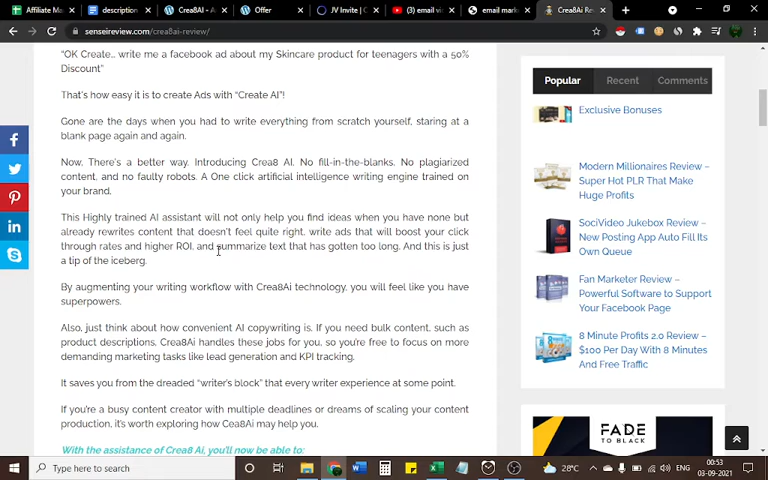 Affiliate Ma
description
Crea8AI - A
Offer
JV Invite | C
(3) email vi
email mark
Crea8Ai Re
senseireview.com/crea8ai-review/
"OK Create... write me a facebook ad about my Skincare product for teenagers with a 50%
Discount"
That's how easy it is to create Ads with "Create AI"!
Gone are the days when you had to write everything from scratch yourself, staring at a
blank page again and again.
Now, There's a better way. Introducing Crea8 AI. No fill-in-the-blanks. No plagiarized
content, and no faulty robots. A One click artificial intelligence writing engine trained on
your brand.
This Highly trained AI assistant will not only help you find ideas when you have none but
already rewrites content that doesn't feel quite right, write ads that will boost your click
through rates and higher ROI, and summarize text that has gotten too long. And this is just
a tip of the iceberg.
By augmenting your writing workflow with Crea8Ai technology, you will feel like you have
superpowers.
Also, just think about how convenient AI copywriting is. If you need bulk content, such as
product descriptions, Crea8Ai handles these jobs for you, so you're free to focus on more
demanding marketing tasks like lead generation and KPI tracking.
It saves you from the dreaded "writer's block" that every writer experience at some point.
If you're a busy content creator with multiple deadlines or dreams of scaling your content
production, it's worth exploring how Cea8Ai may help you.
With the assistance of Crea8 Ai, you'll now be able to:
Popular
Recent
Comments
Exclusive Bonuses
Modern Millionaires Review –
Super Hot PLR That Make
Huge Profits
SociVideo Jukebox Review –
New Posting App Auto Fill Its
Own Queue
Fan Marketer Review –
Powerful Software to Support
Your Facebook Page
8 Minute Profits 2.0 Review –
$100 Per Day With 8 Minutes
And Free Traffic
FADE
TO BLACK
Type here to search
28°C
ENG
00:53
03-09-2021